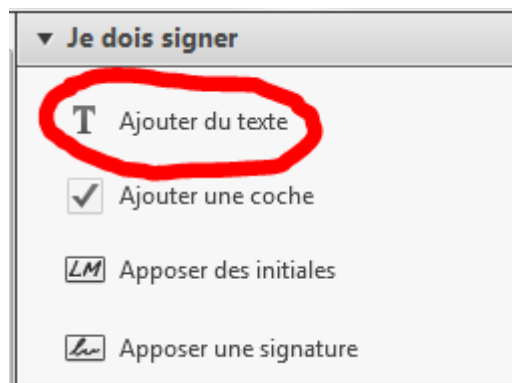 Je dois signer
T Ajouter du texte
Ajouter une coche
LM Apposer des initiales
Apposer une signature